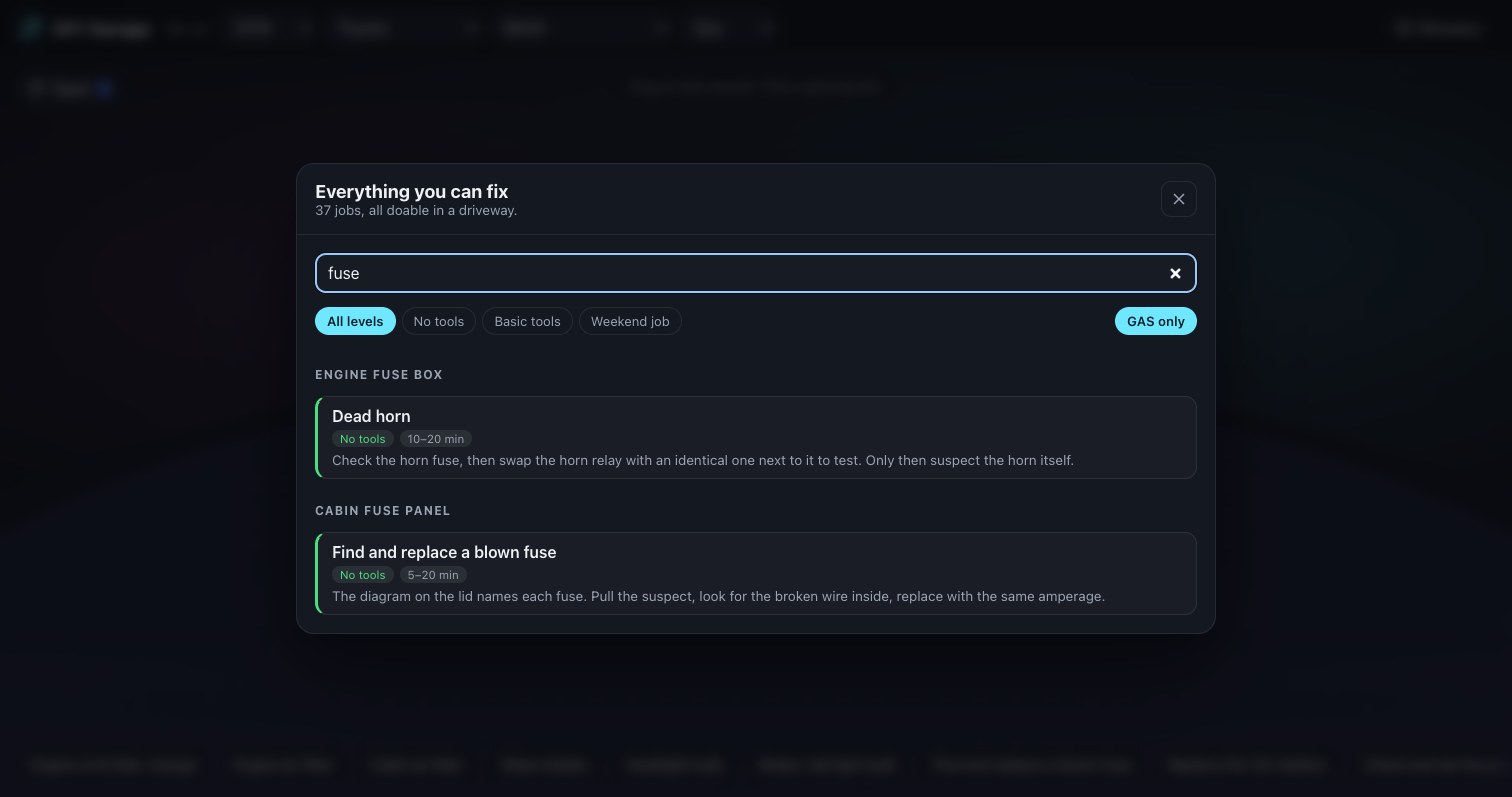 Everything you can fix
37 jobs, all doable in a driveway.
fuse
All levels
No tools
Basic tools
Weekend job
GAS only
ENGINE FUSE BOX
Dead horn
No tools
10–20 min
Check the horn fuse, then swap the horn relay with an identical one next to it to test. Only then suspect the horn itself.
CABIN FUSE PANEL
Find and replace a blown fuse
No tools
5–20 min
The diagram on the lid names each fuse. Pull the suspect, look for the broken wire inside, replace with the same amperage.